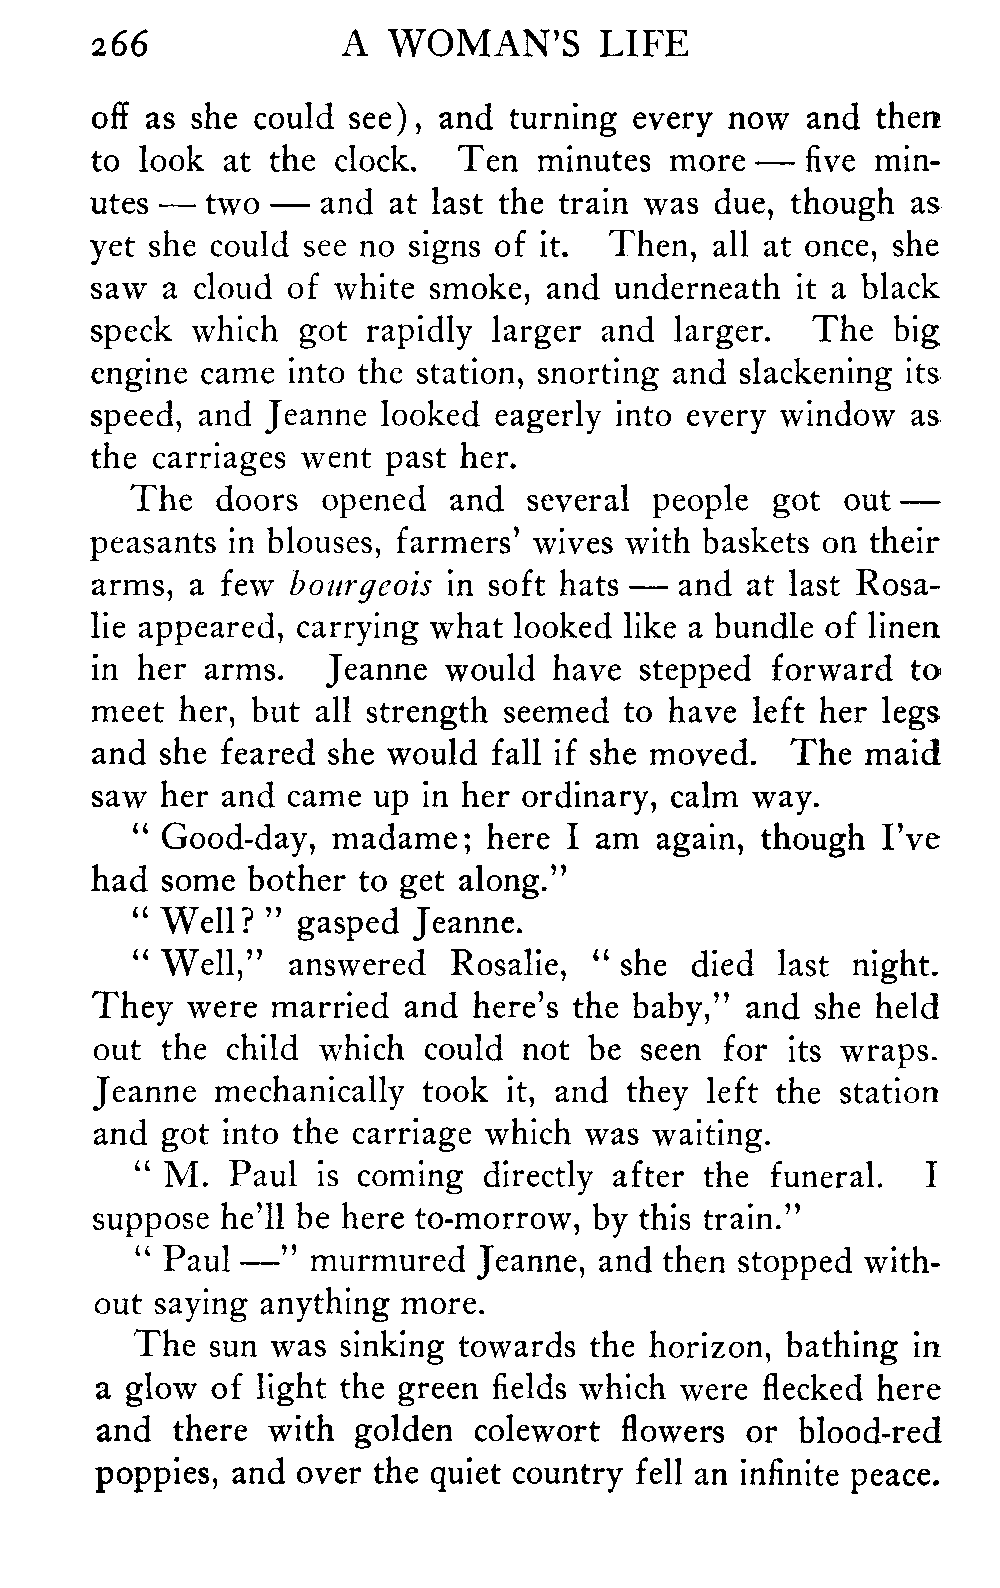 266 A WOMAN'S LIFE
off as she could see), and turning every now and then
to look at the clock. Ten minutes more — five min-
utes — two — and at last the train was due, though as
yet she could see no signs of it. Then, all at once, she
saw a cloud of white smoke, and underneath it a black
speck which got rapidly larger and larger. The big
engine came into the station, snorting and slackening its
speed, and Jeanne looked eagerly into every window as
the carriages went past her.
The doors opened and several people got out —
peasants in blouses, farmers' wives with baskets on their
arms, a few bourgeois in soft hats — and at last Rosa-
lie appeared, carrying what looked like a bundle of linen
in her arms. Jeanne would have stepped forward to
meet her, but all strength seemed to have left her legs
and she feared she would fall if she moved. The maid
saw her and came up in her ordinary, calm way.
" Good-day, madame; here I am again, though I've
had some bother to get along."
" Well? " gasped Jeanne.
" Well," answered Rosalie, " she died last night.
They were married and here's the baby," and she held
out the child which could not be seen for its wraps.
Jeanne mechanically took it, and they left the station
and got into the carriage which was waiting.
" M. Paul is coming directly after the funeral. I
suppose he'll be here to-morrow, by this train."
" Paul —" murmured Jeanne, and then stopped with-
out saying anything more.
The sun was sinking towards the horizon, bathing in
a glow of light the green fields which were flecked here
and there with golden colewort flowers or blood-red
poppies, and over the quiet country fell an infinite peace.